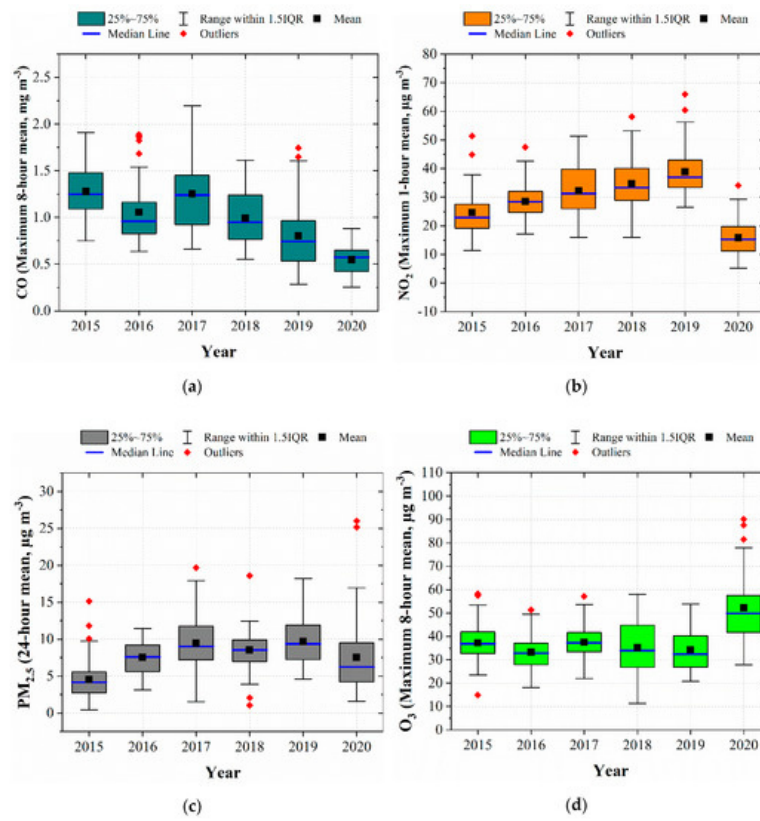 25%~75% Range within 1.5IQR Mean
Median Line Outliers
CO (Maximum 8-hour mean, mg m-3)
2.5
2.0
1.5
1.0
0.5
0.0
2015 2016 2017 2018 2019 2020
Year
(a)
25%~75% Range within 1.5IQR Mean
Median Line Outliers
NO2 (Maximum 1-hour mean, µg m-3)
80
70
60
50
40
30
20
10
0
-10
2015 2016 2017 2018 2019 2020
Year
(b)
25%~75% Range within 1.5IQR Mean
Median Line Outliers
PM2.5 (24-hour mean, µg m-3)
30
25
20
15
10
5
0
2015 2016 2017 2018 2019 2020
Year
(c)
25%~75% Range within 1.5IQR Mean
Median Line Outliers
O3 (Maximum 8-hour mean, µg m-3)
110
100
90
80
70
60
50
40
30
20
10
0
2015 2016 2017 2018 2019 2020
Year
(d)